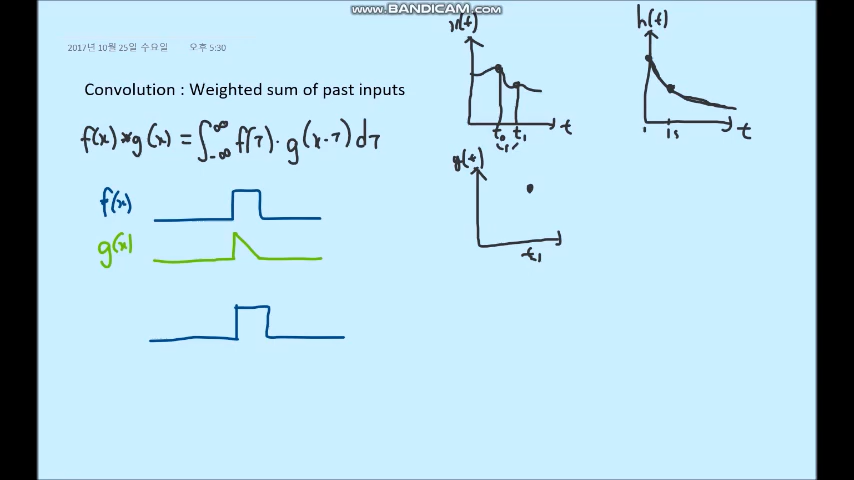 www.BANDICAM.com
2017년 10월 25일 수요일 오후 5:30
Convolution : Weighted sum of past inputs
f(x)*g(x) = ∫_{-∞}^{∞} f(τ)·g(x-τ)dτ
f(x)
g(x)
x(t)
t₀ t₁ t
1
h(t)
1s t
y(t)
t₁